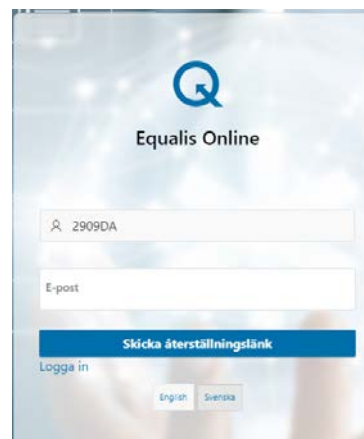 Equalis Online
2909DA
E-post
Skicka återställningslänk
Logga in
English Svenska